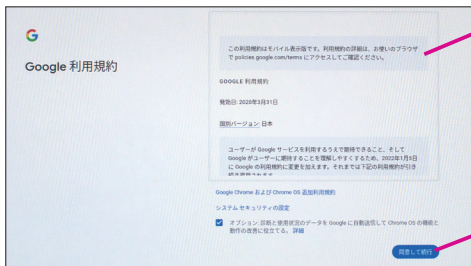 Google 利用規約
この利用規約はモバイル表示版です。利用規約の詳細は、お使いのブラウザ
で policies.google.com/terms にアクセスしてご確認ください。
GOOGLE 利用規約
発効日: 2020年3月31日
国別バージョン: 日本
ユーザーが Google サービスを利用するうえで期待できること、そして
Google がユーザーに期待することを理解しやすくするため、2022年1月5日
に Google の利用規約に変更を加えます。それまでは下記の利用規約が引き
続き適用されます
Google Chrome および Chrome OS 追加利用規約
システム セキュリティの設定
オプション: 診断と使用状況のデータを Google に自動送信して Chrome OS の機能と
動作の改善に役立てる。 詳細
同意して続行